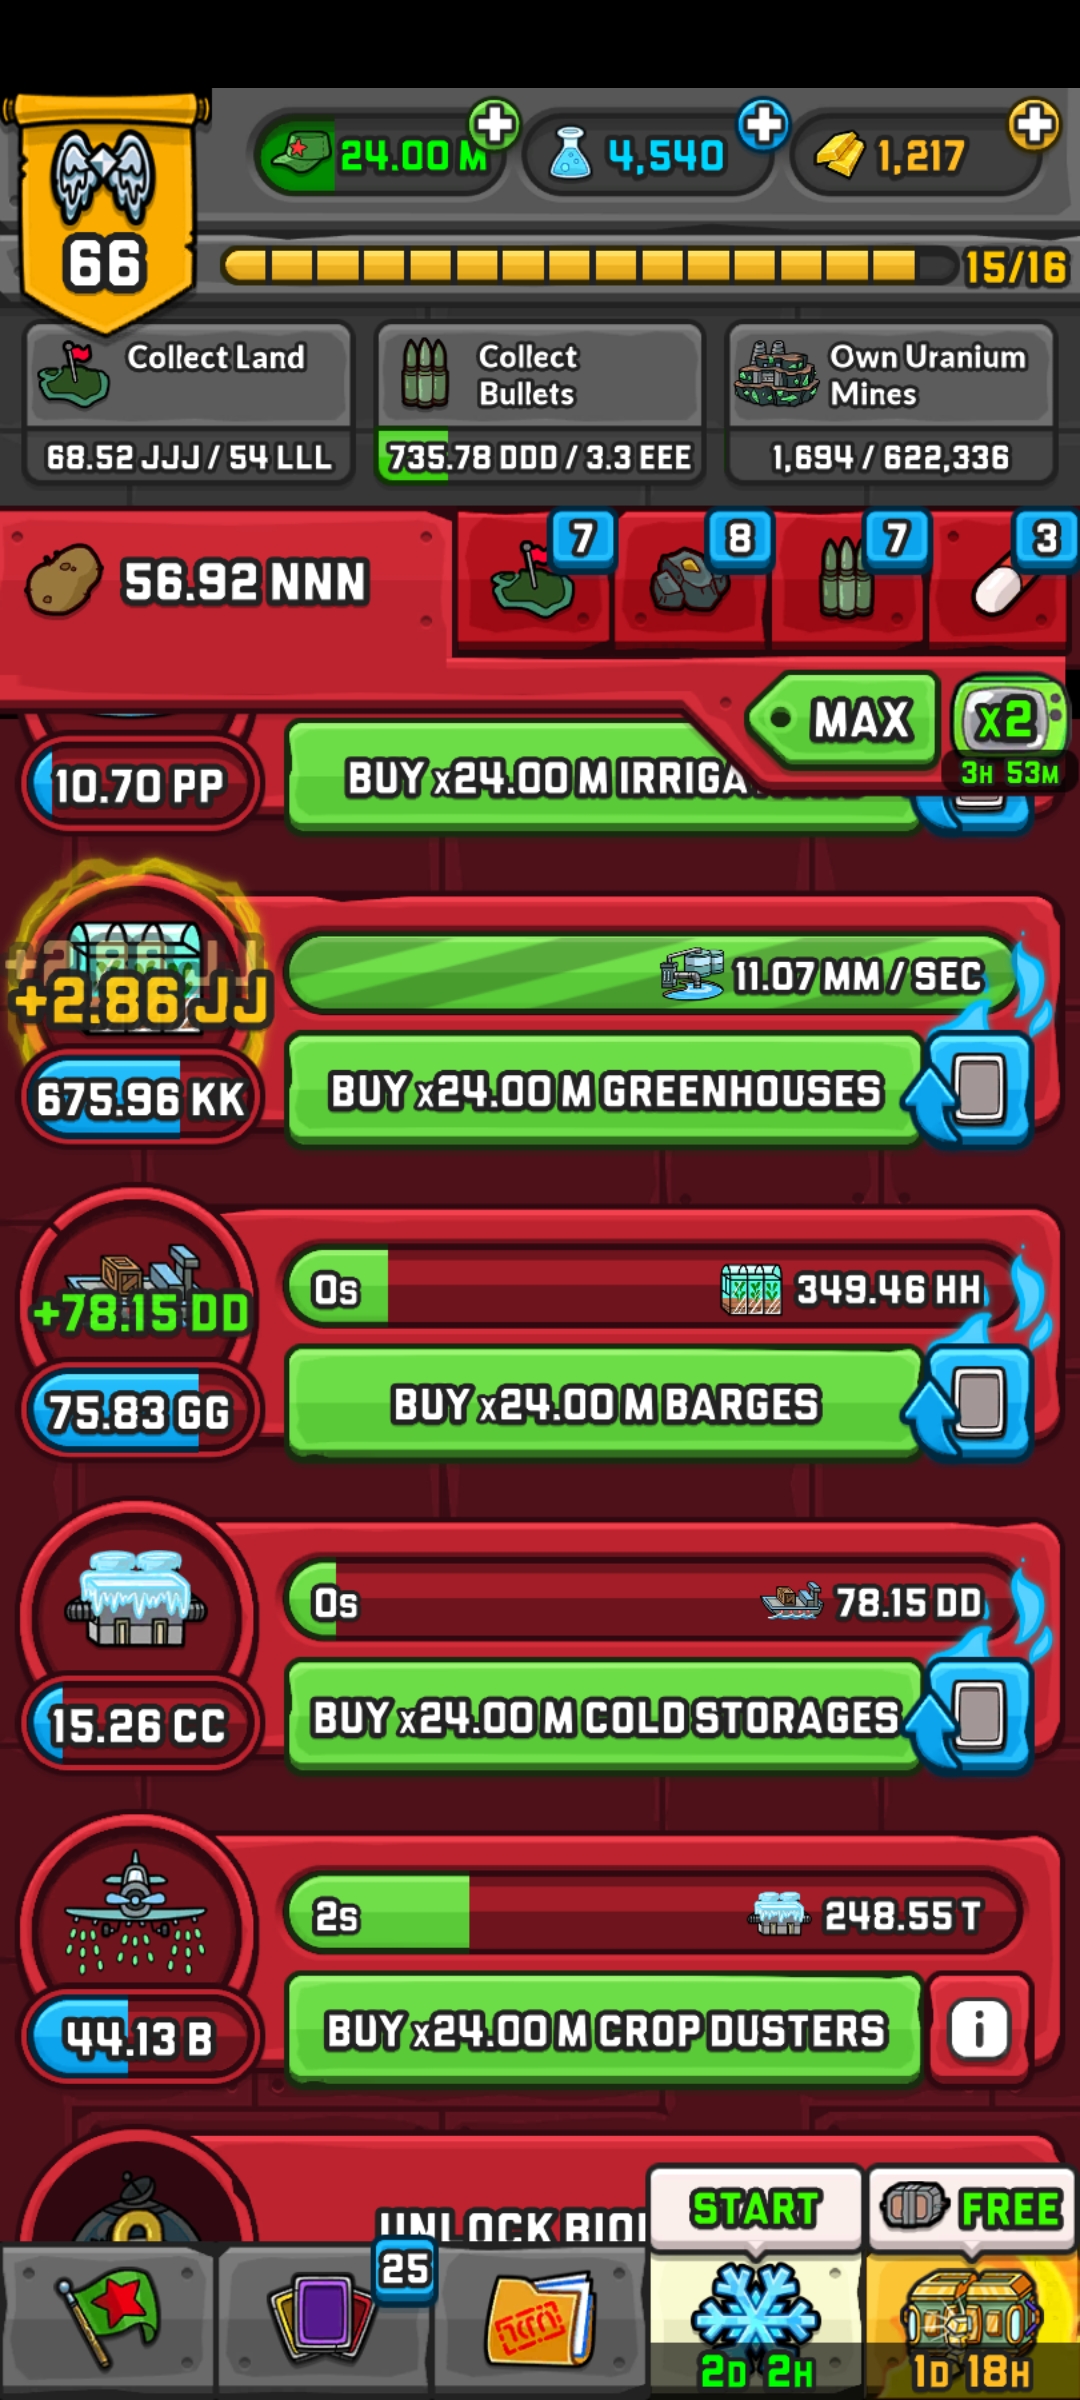 24.00 M
4,540
1,217
66
15/16
Collect Land
68.52 JJJ / 54 LLL
Collect
Bullets
735.78 DDD / 3.3 EEE
Own Uranium
Mines
1,694 / 622,336
56.92 NNN
7
8
7
3
MAX
x2
3H 53M
10.70 PP
BUY x24.00 M
+2.86 JJ
11.07 MM / SEC
675.96 KK
BUY x24.00 M GREENHOUSES
+78.15 DD
0s
349.46 HH
75.83 GG
BUY x24.00 M BARGES
0s
78.15 DD
15.26 CC
BUY x24.00 M COLD STORAGES
2s
248.55 T
44.13 B
BUY x24.00 M CROP DUSTERS
i
UNLOCK
START
FREE
25
2D 2H
1D 18H